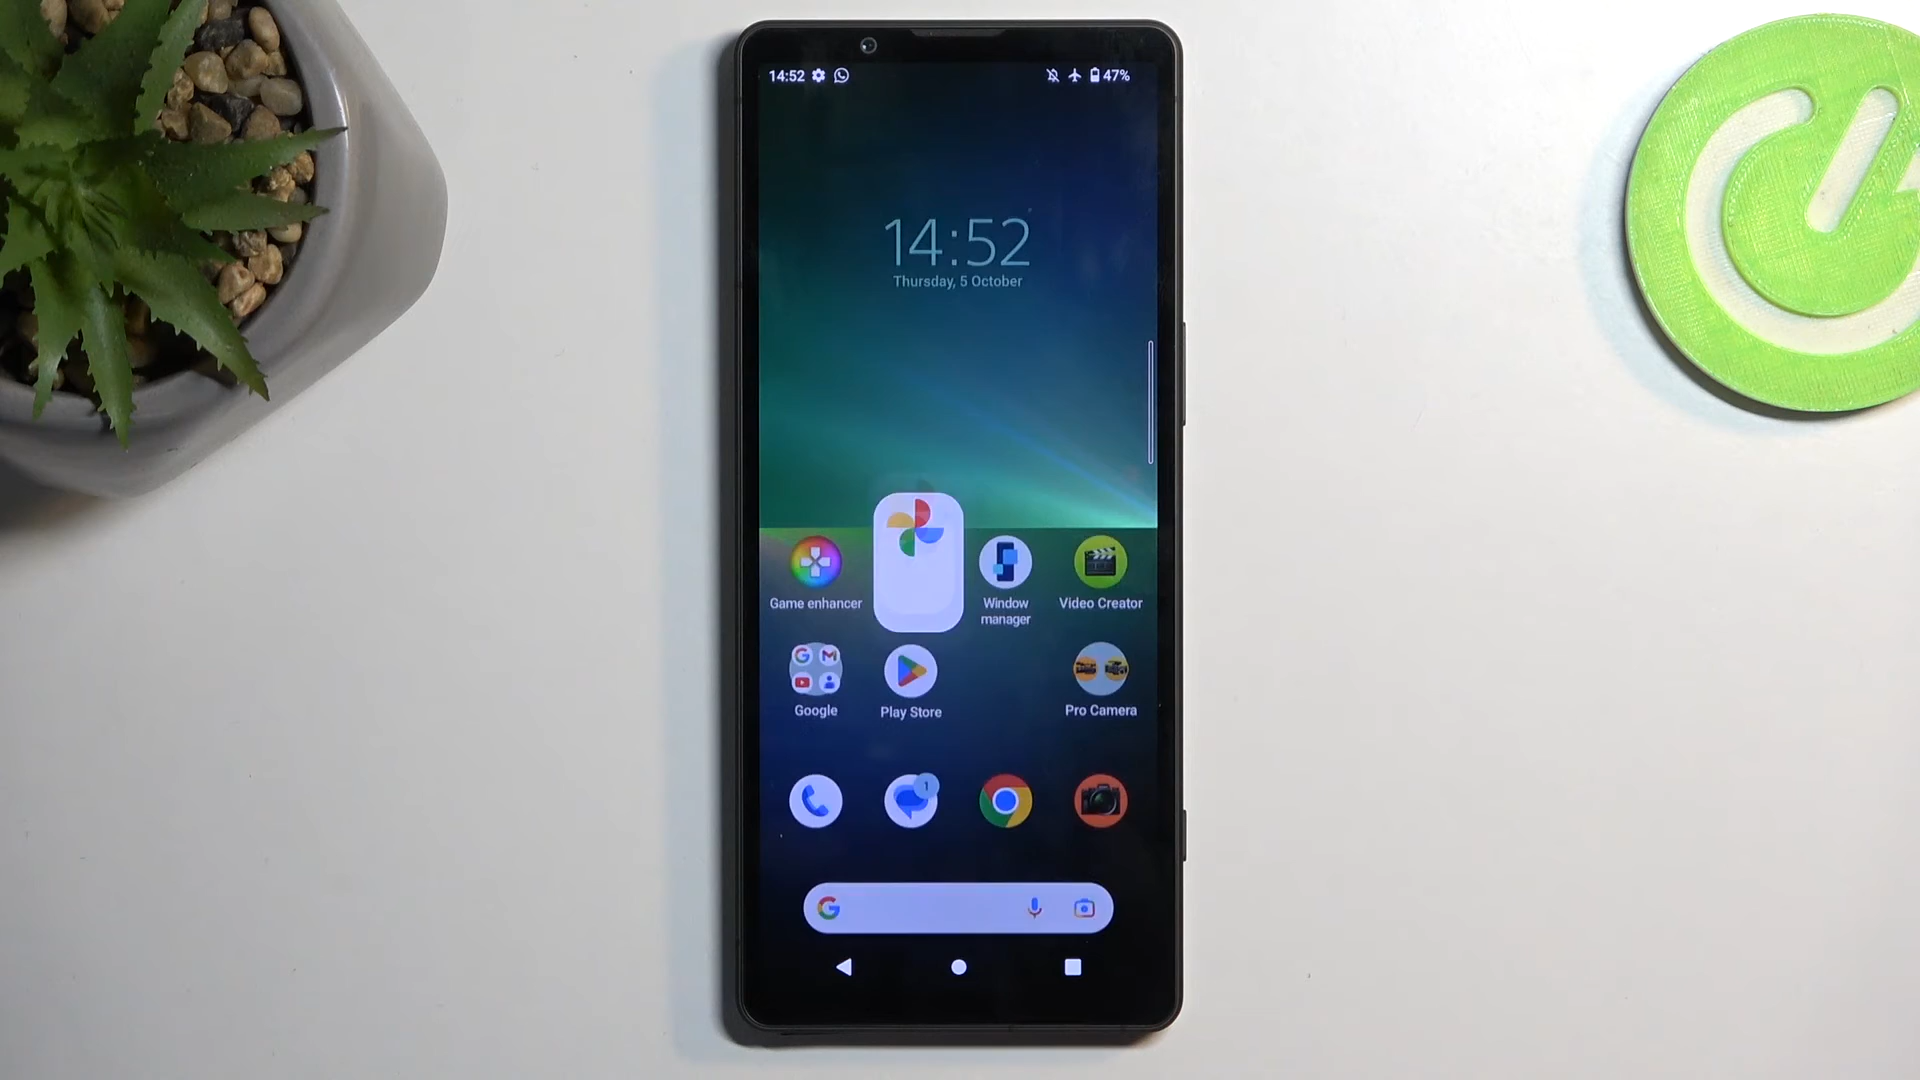 14:52
47%
14:52
Thursday, 5 October
Game enhancer
Window
manager
Video Creator
Google
Play Store
Pro Camera
1